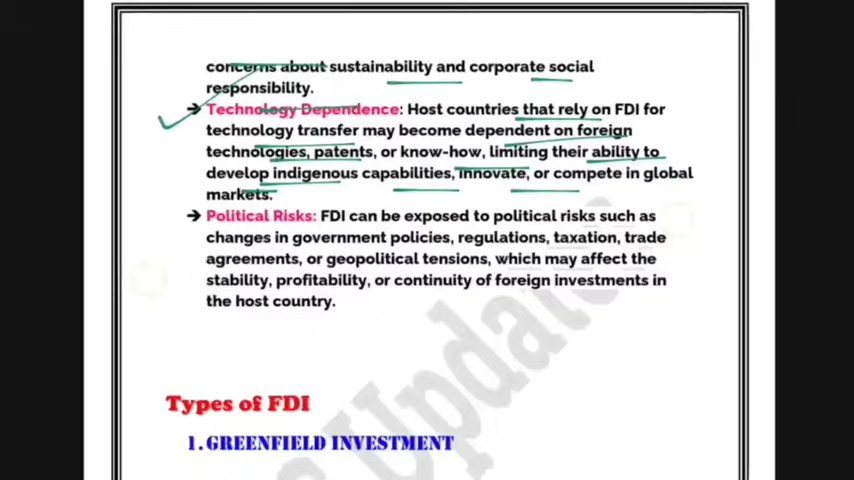 concerns about sustainability and corporate social
responsibility.
→ Technology Dependence: Host countries that rely on FDI for
technology transfer may become dependent on foreign
technologies, patents, or know-how, limiting their ability to
develop indigenous capabilities, innovate, or compete in global
markets.
→ Political Risks: FDI can be exposed to political risks such as
changes in government policies, regulations, taxation, trade
agreements, or geopolitical tensions, which may affect the
stability, profitability, or continuity of foreign investments in
the host country.
Types of FDI
1. GREENFIELD INVESTMENT